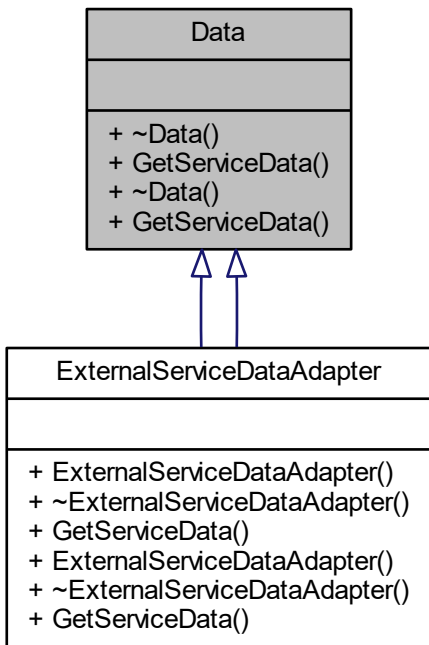 Data
+ ~Data()
+ GetServiceData()
+ ~Data()
+ GetServiceData()
ExternalServiceDataAdapter
+ ExternalServiceDataAdapter()
+ ~ExternalServiceDataAdapter()
+ GetServiceData()
+ ExternalServiceDataAdapter()
+ ~ExternalServiceDataAdapter()
+ GetServiceData()